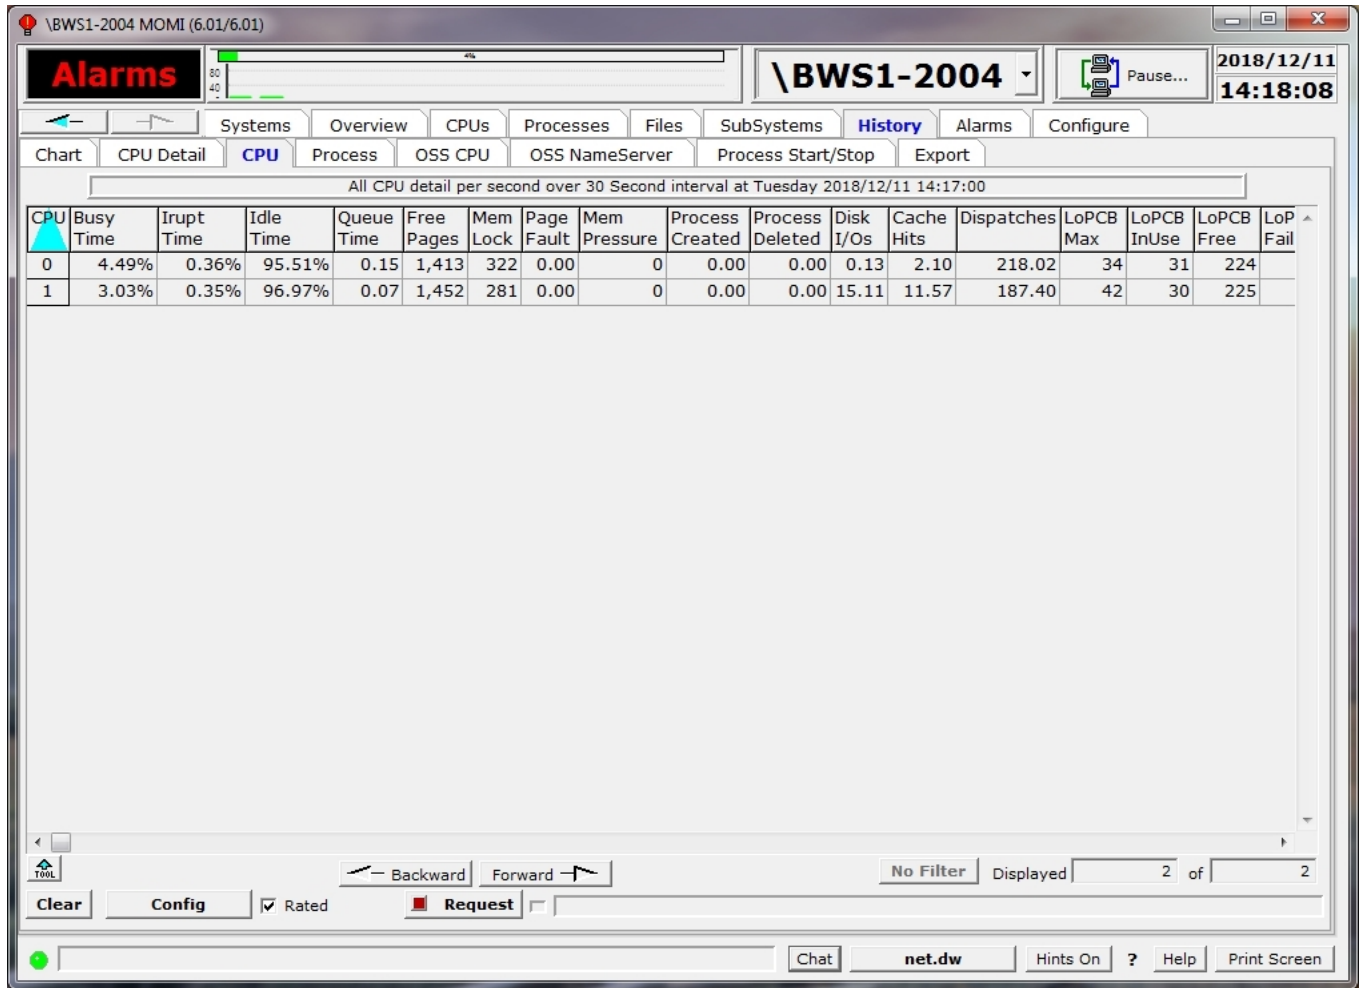 \BWS1-2004 MOMI (6.01/6.01)
Alarms
4%
80
40
\BWS1-2004
Pause...
2018/12/11
14:18:08
Systems Overview CPUs Processes Files SubSystems History Alarms Configure
Chart CPU Detail CPU Process OSS CPU OSS NameServer Process Start/Stop Export
All CPU detail per second over 30 Second interval at Tuesday 2018/12/11 14:17:00
CPU Busy Irupt Idle Queue Free Mem Page Mem Process Process Disk Cache Dispatches LoPCB LoPCB LoPCB LoP
Time Time Time Time Pages Lock Fault Pressure Created Deleted I/Os Hits Max InUse Free Fail
0 4.49% 0.36% 95.51% 0.15 1,413 322 0.00 0 0.00 0.00 0.13 2.10 218.02 34 31 224
1 3.03% 0.35% 96.97% 0.07 1,452 281 0.00 0 0.00 0.00 15.11 11.57 187.40 42 30 225
TOOL
Backward Forward No Filter Displayed 2 of 2
Clear Config Rated Request
Chat net.dw Hints On ? Help Print Screen